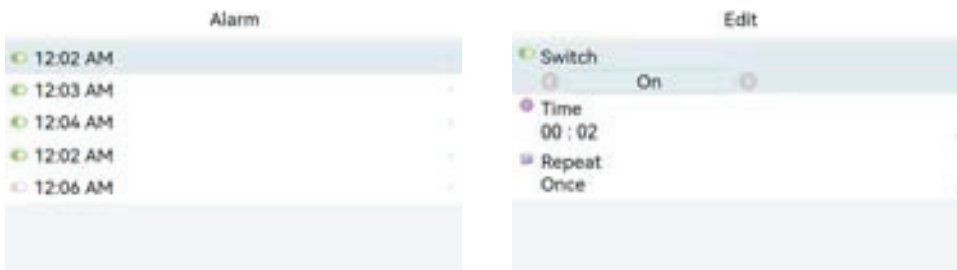 Alarm
12:02 AM
12:03 AM
12:04 AM
12:02 AM
12:06 AM
Edit
Switch
On
Time
00 : 02
Repeat
Once